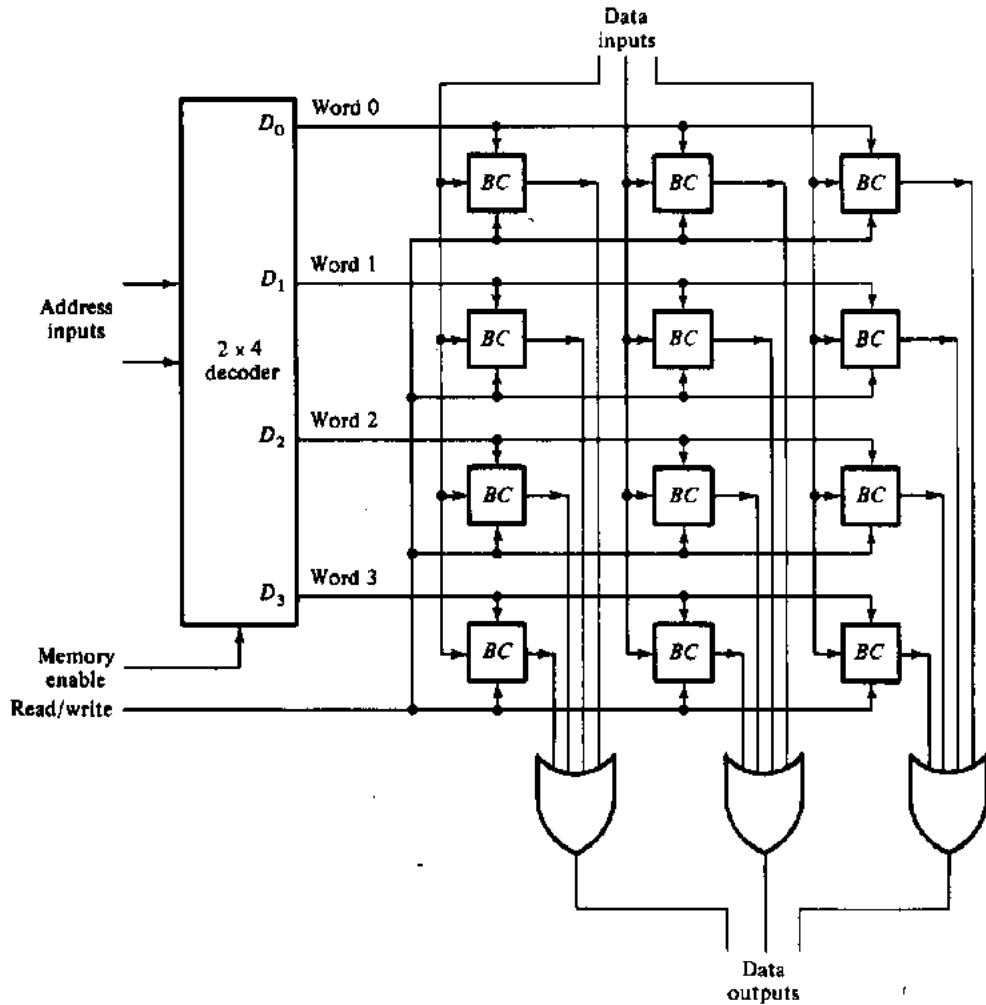 Data
inputs
Word 0
D0
BC BC BC
Word 1
D1
BC BC BC
Address
inputs
2 × 4
decoder
Word 2
D2
BC BC BC
Word 3
D3
BC BC BC
Memory
enable
Read/write
Data
outputs